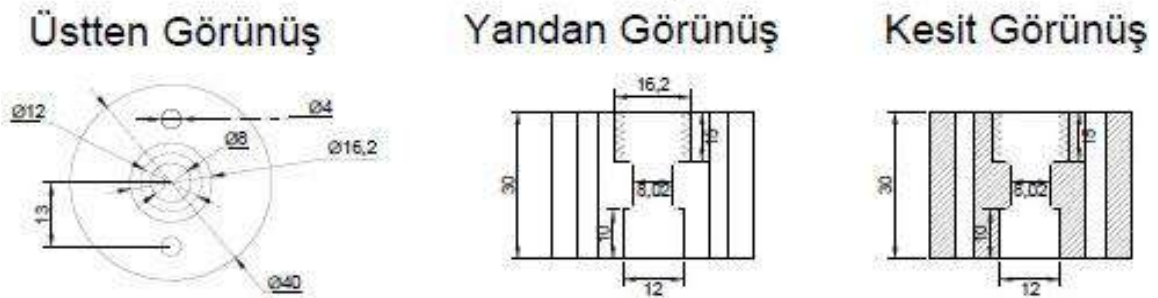 Üstten Görünüş
Yandan Görünüş
Kesit Görünüş
Ø12
Ø4
Ø8
Ø16,2
13
Ø40
16,2
30
15
8,02
10
12
30
15
8,02
10
12